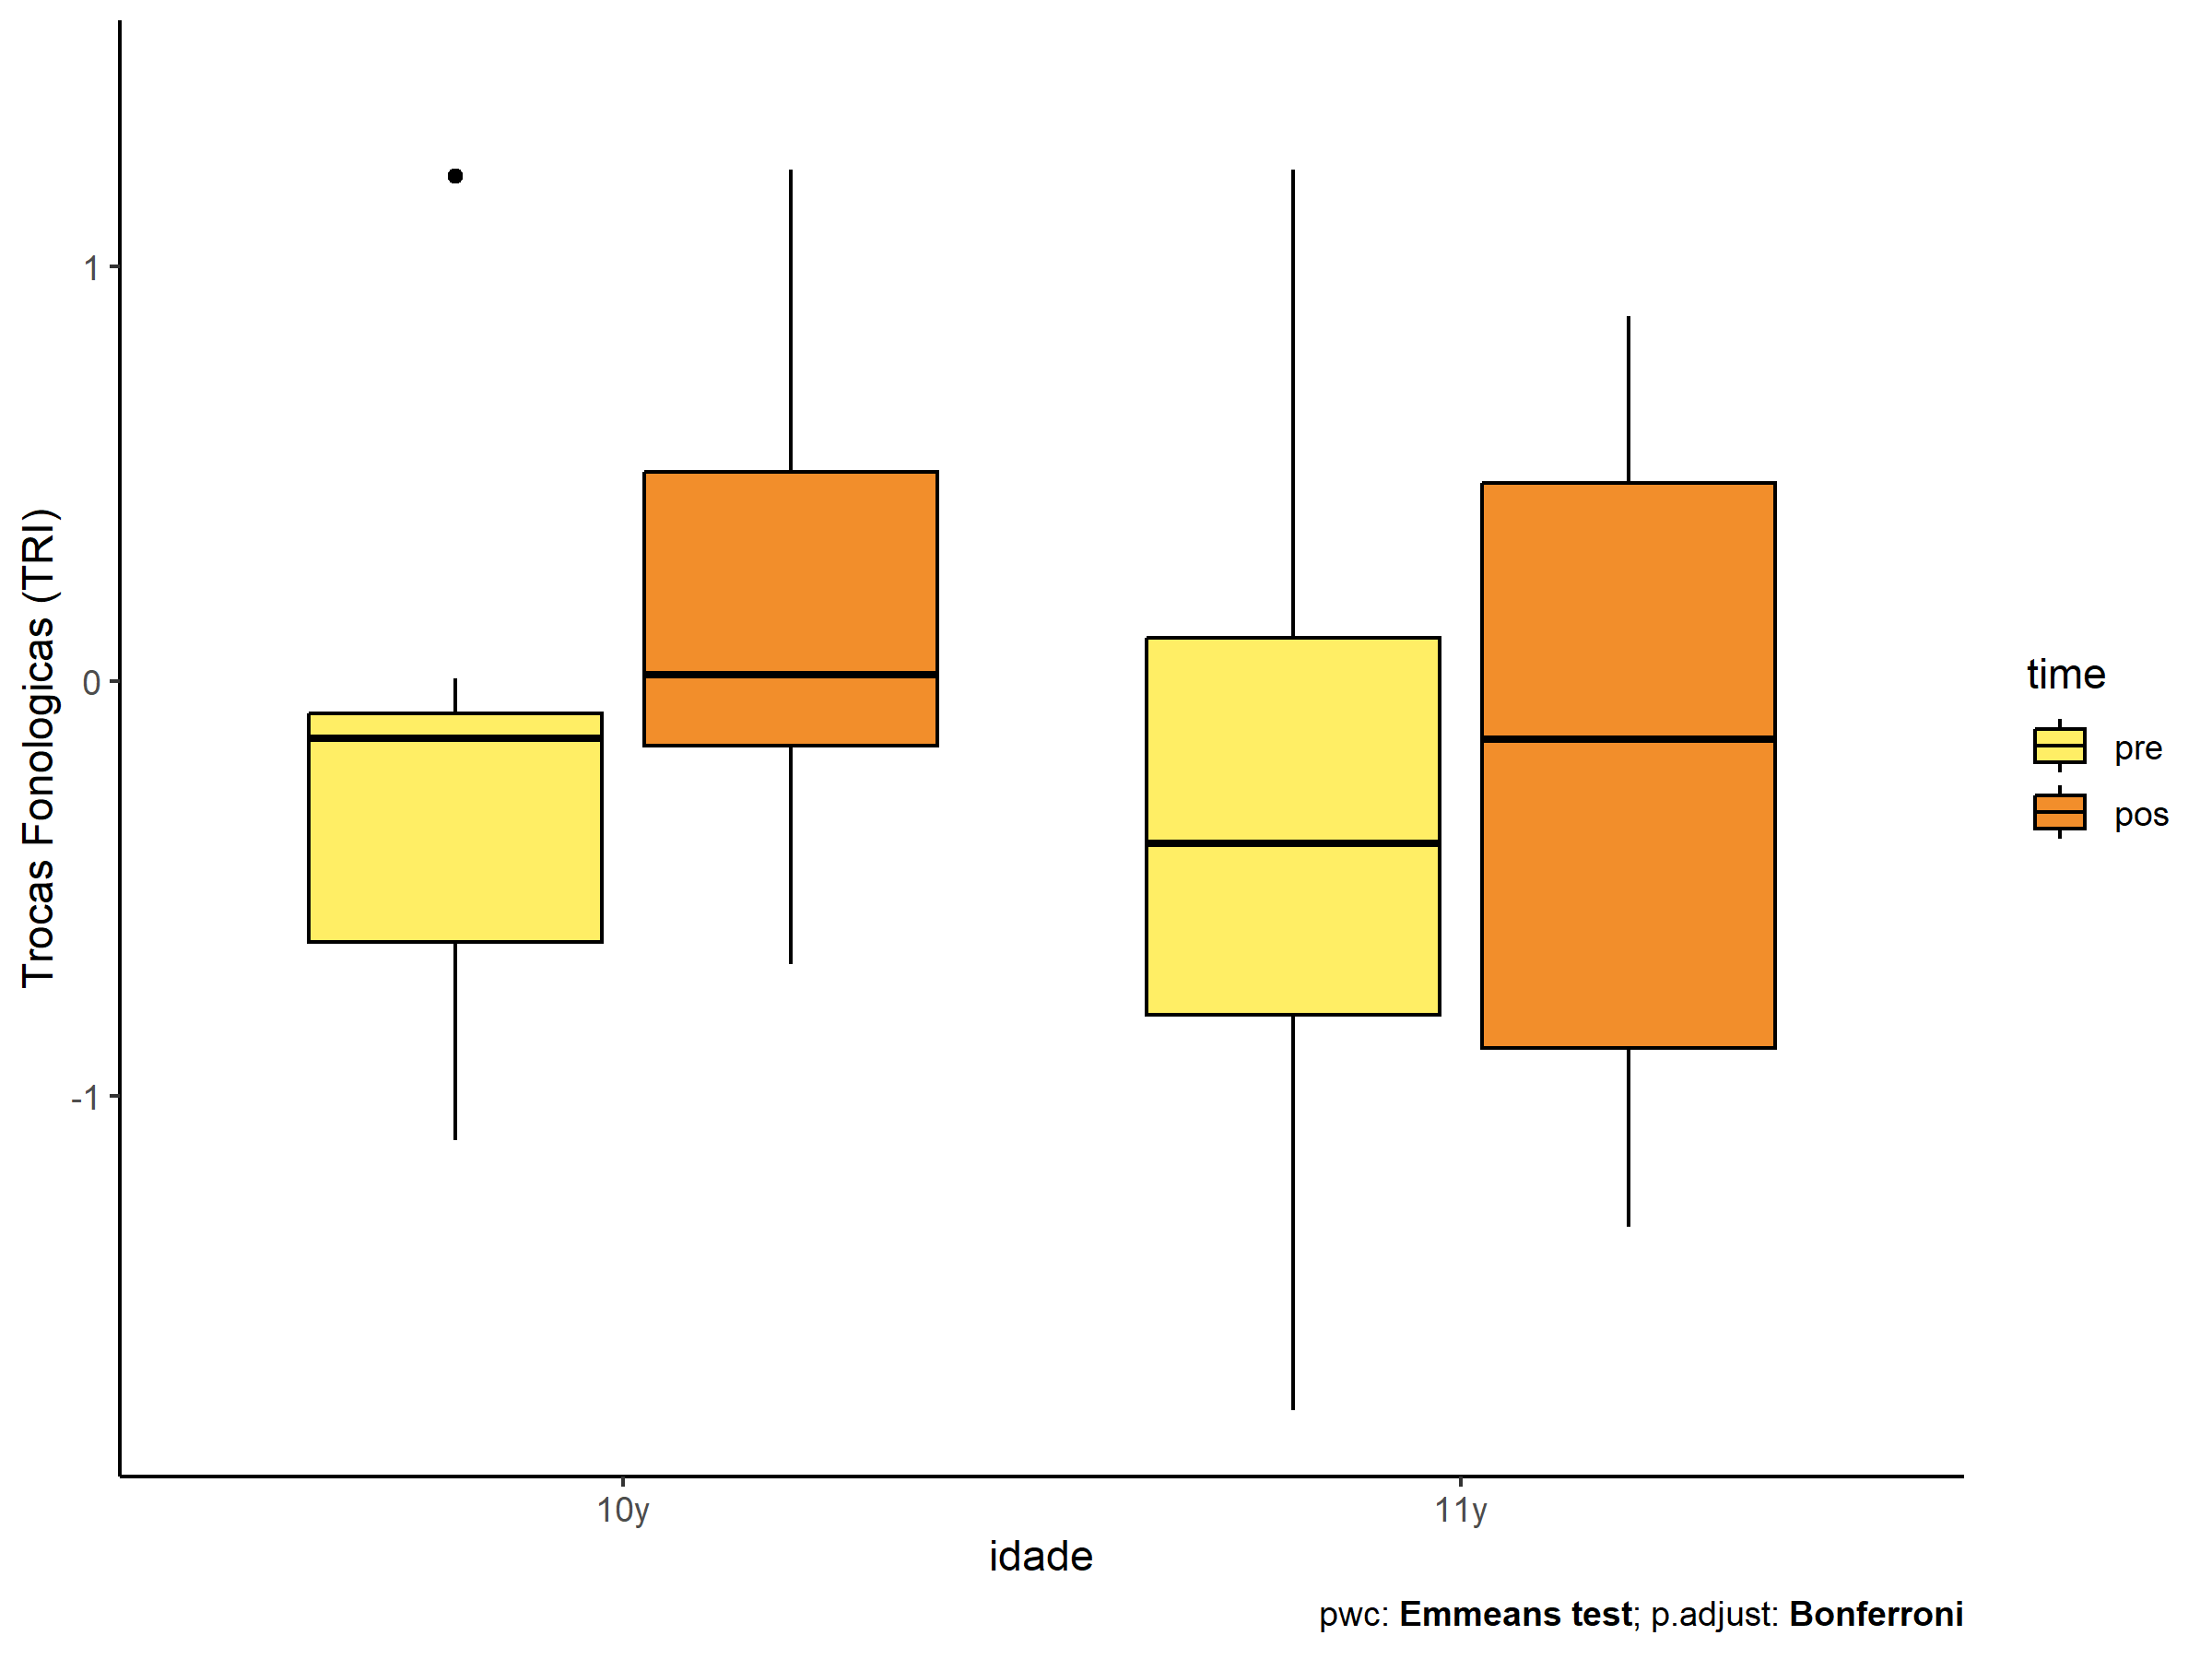 Trocas Fonologicas (TRI)
1
0
-1
10y
11y
idade
time
pre
pos
pwc: Emmeans test; p.adjust: Bonferroni